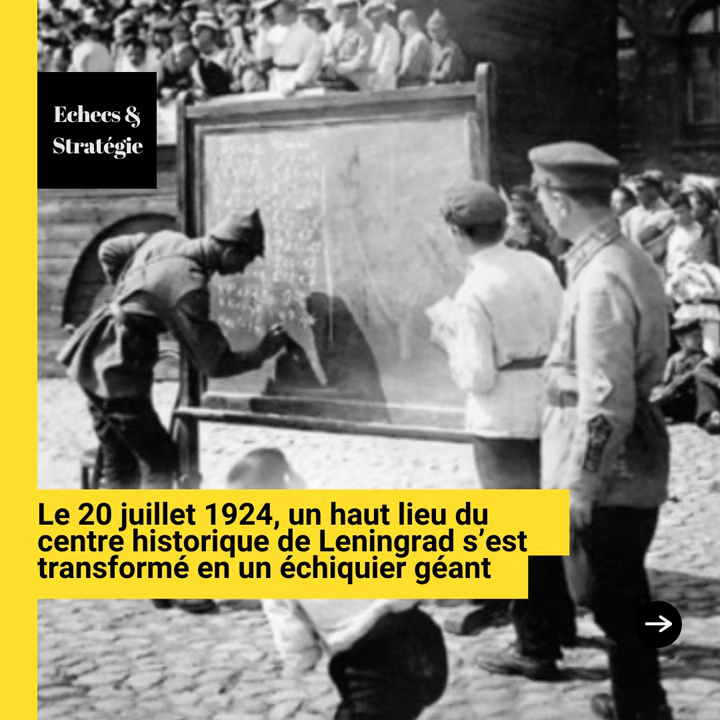 Echecs &
Stratégie
Le 20 juillet 1924, un haut lieu du
centre historique de Leningrad s’est
transformé en un échiquier géant